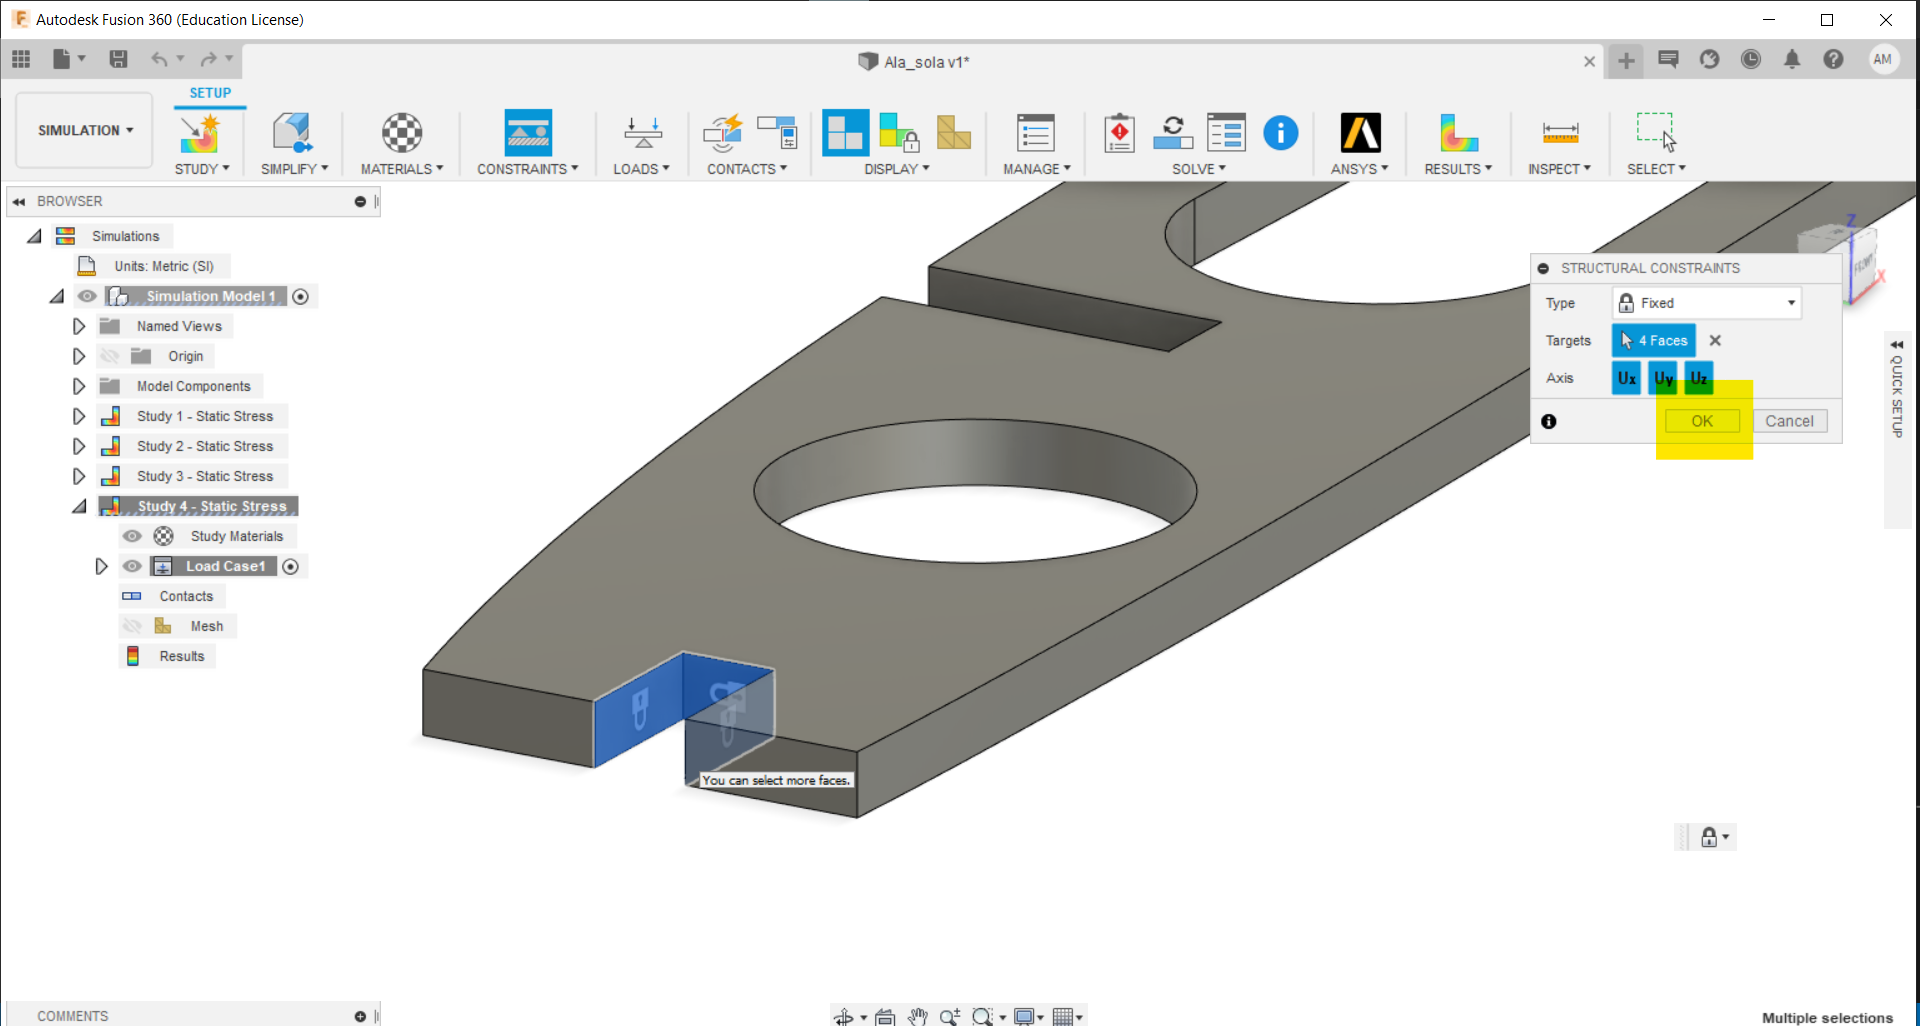 Autodesk Fusion 360 (Education License)
Ala_sola v1*
AM
SETUP
SIMULATION
STUDY
SIMPLIFY
MATERIALS
CONSTRAINTS
LOADS
CONTACTS
DISPLAY
MANAGE
SOLVE
ANSYS
RESULTS
INSPECT
SELECT
BROWSER
Simulations
Units: Metric (SI)
Simulation Model 1
Named Views
Origin
Model Components
Study 1 - Static Stress
Study 2 - Static Stress
Study 3 - Static Stress
Study 4 - Static Stress
Study Materials
Load Case1
Contacts
Mesh
Results
Z
FRONT
X
STRUCTURAL CONSTRAINTS
Type Fixed
Targets 4 Faces
Axis Ux Uy Uz
OK Cancel
QUICK SETUP
You can select more faces.
COMMENTS
Multiple selections